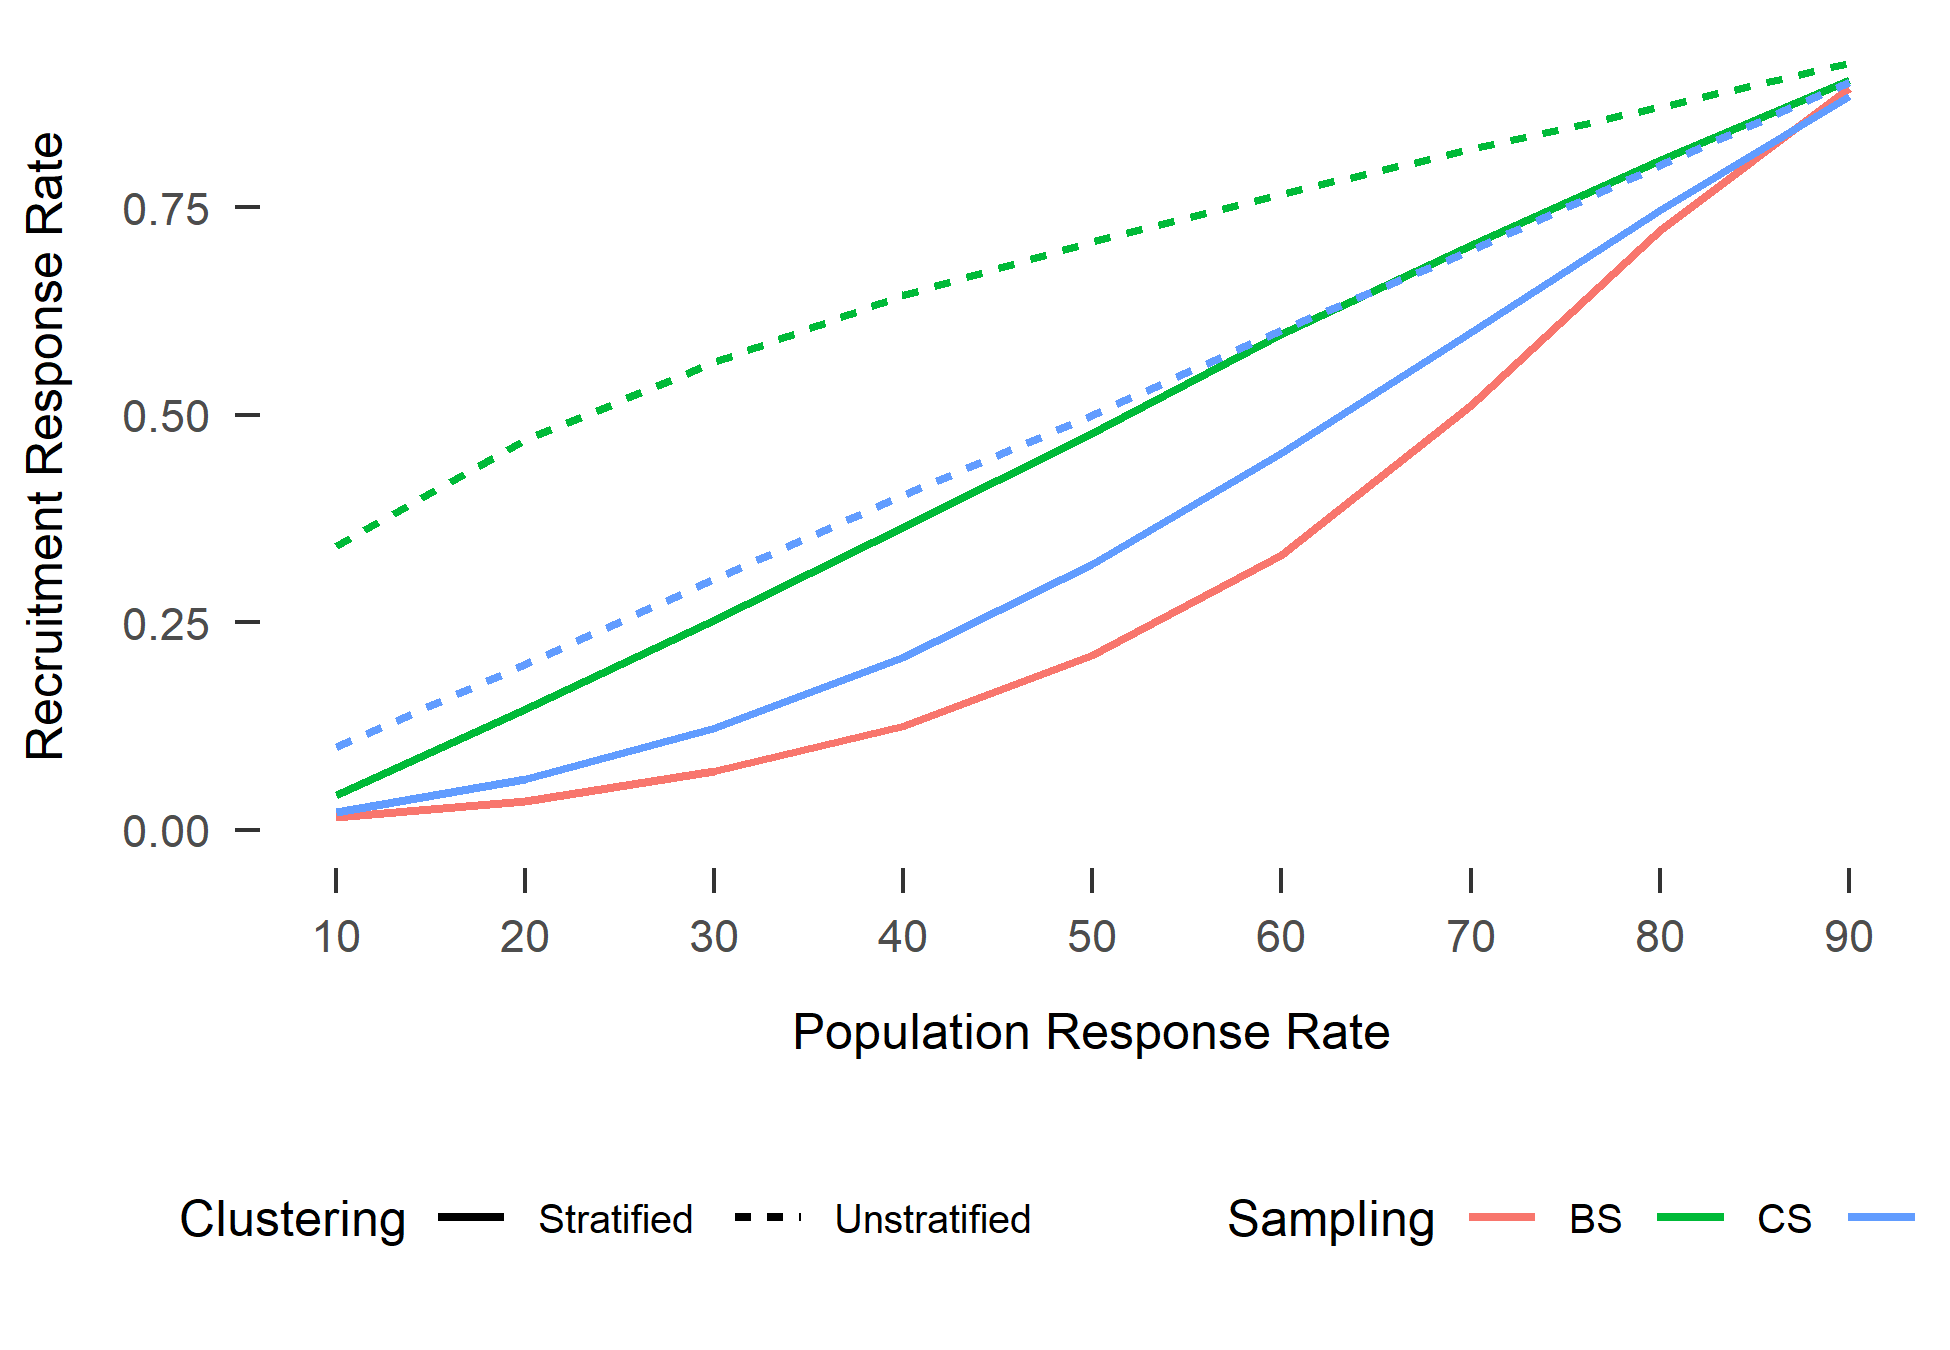 Recruitment Response Rate
0.75
0.50
0.25
0.00
10 20 30 40 50 60 70 80 90
Population Response Rate
Clustering Stratified Unstratified Sampling BS CS